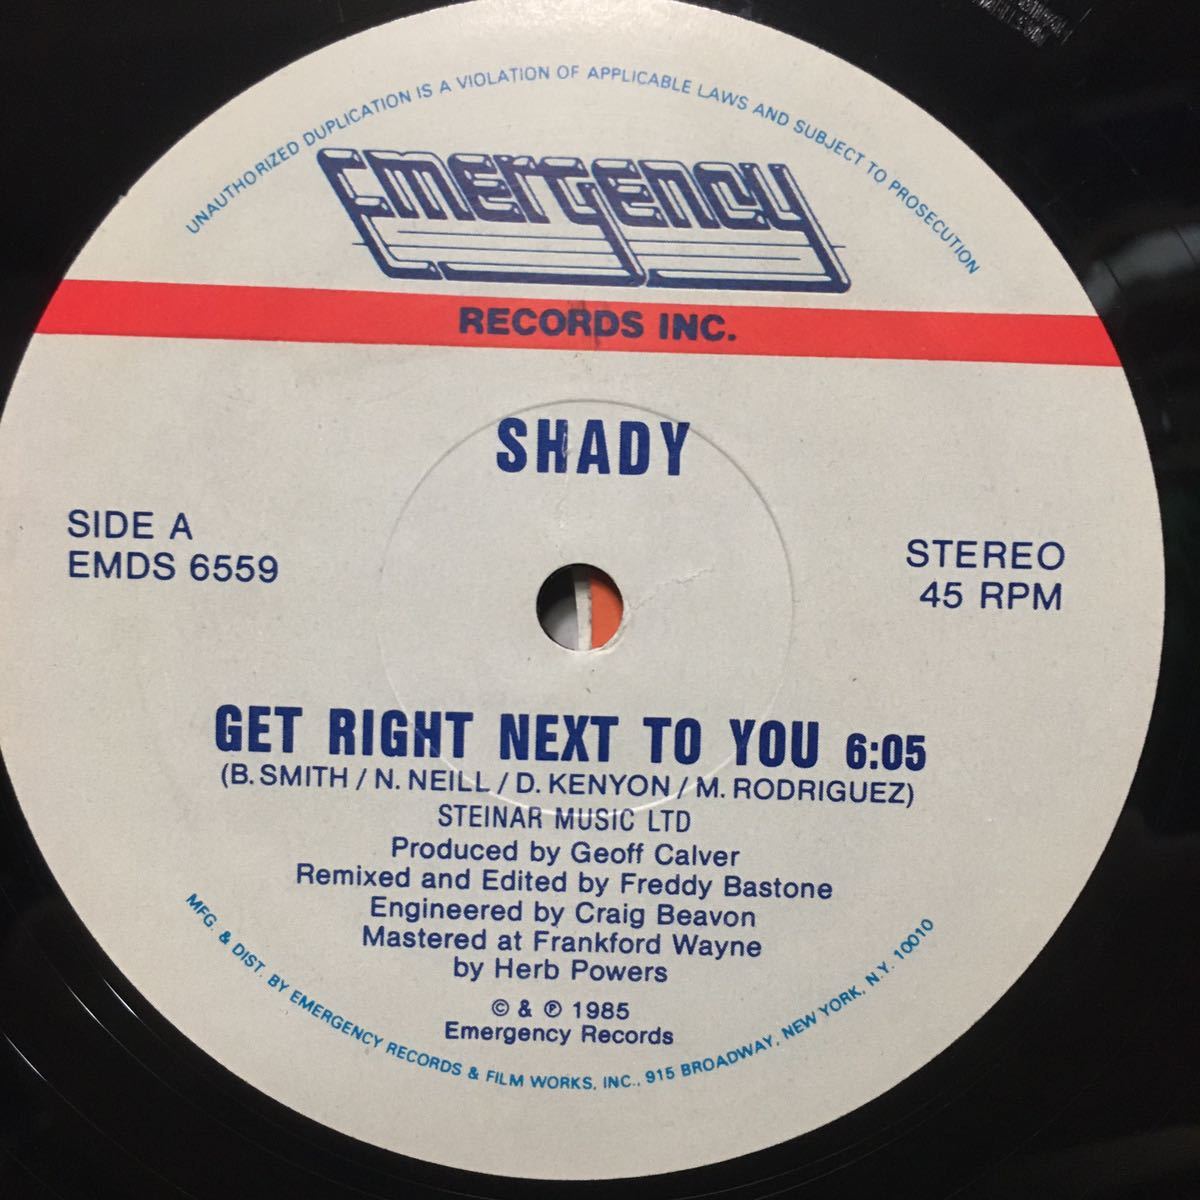 UNAUTHORIZED DUPLICATION IS A VIOLATION OF APPLICABLE LAWS AND SUBJECT TO PROSECUTION
Emergency
RECORDS INC.
SHADY
SIDE A
EMDS 6559
STEREO
45 RPM
GET RIGHT NEXT TO YOU 6:05
(B. SMITH / N. NEILL / D. KENYON / M. RODRIGUEZ)
STEINAR MUSIC LTD
Produced by Geoff Calver
Remixed and Edited by Freddy Bastone
Engineered by Craig Beavon
Mastered at Frankford Wayne
by Herb Powers
© & ℗ 1985
Emergency Records
MFG. & DIST. BY EMERGENCY RECORDS & FILM WORKS, INC., 915 BROADWAY, NEW YORK, N.Y. 10010